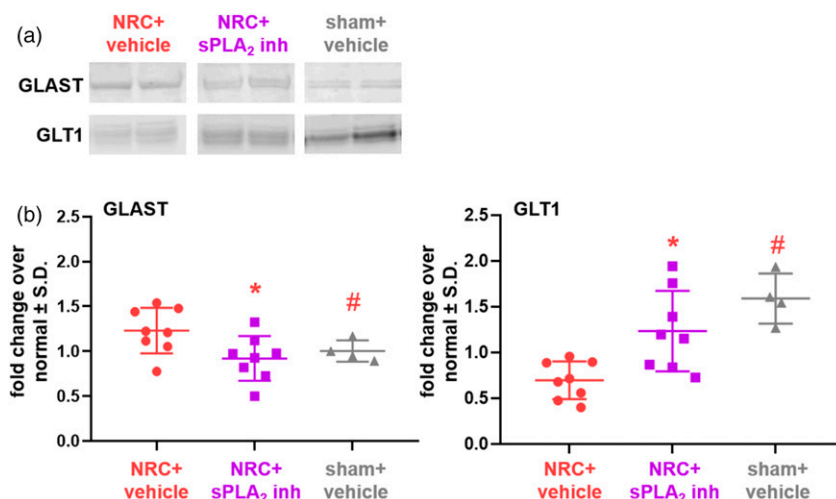 (a)
NRC+ NRC+ sham+
vehicle sPLA₂ inh vehicle
GLAST
GLT1
(b)
GLAST
fold change over
normal ± S.D.
2.5
2.0
1.5
1.0
0.5
0.0
*
#
NRC+ NRC+ sham+
vehicle sPLA₂ inh vehicle
GLT1
fold change over
normal ± S.D.
2.5
2.0
1.5
1.0
0.5
0.0
*
#
NRC+ NRC+ sham+
vehicle sPLA₂ inh vehicle